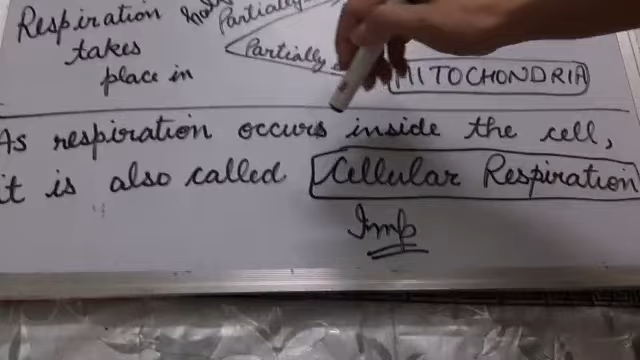 Respiration
takes
place in
Partially
Partially
MITOCHONDRIA
As respiration occurs inside the cell,
it is also called Cellular Respiration
Imp